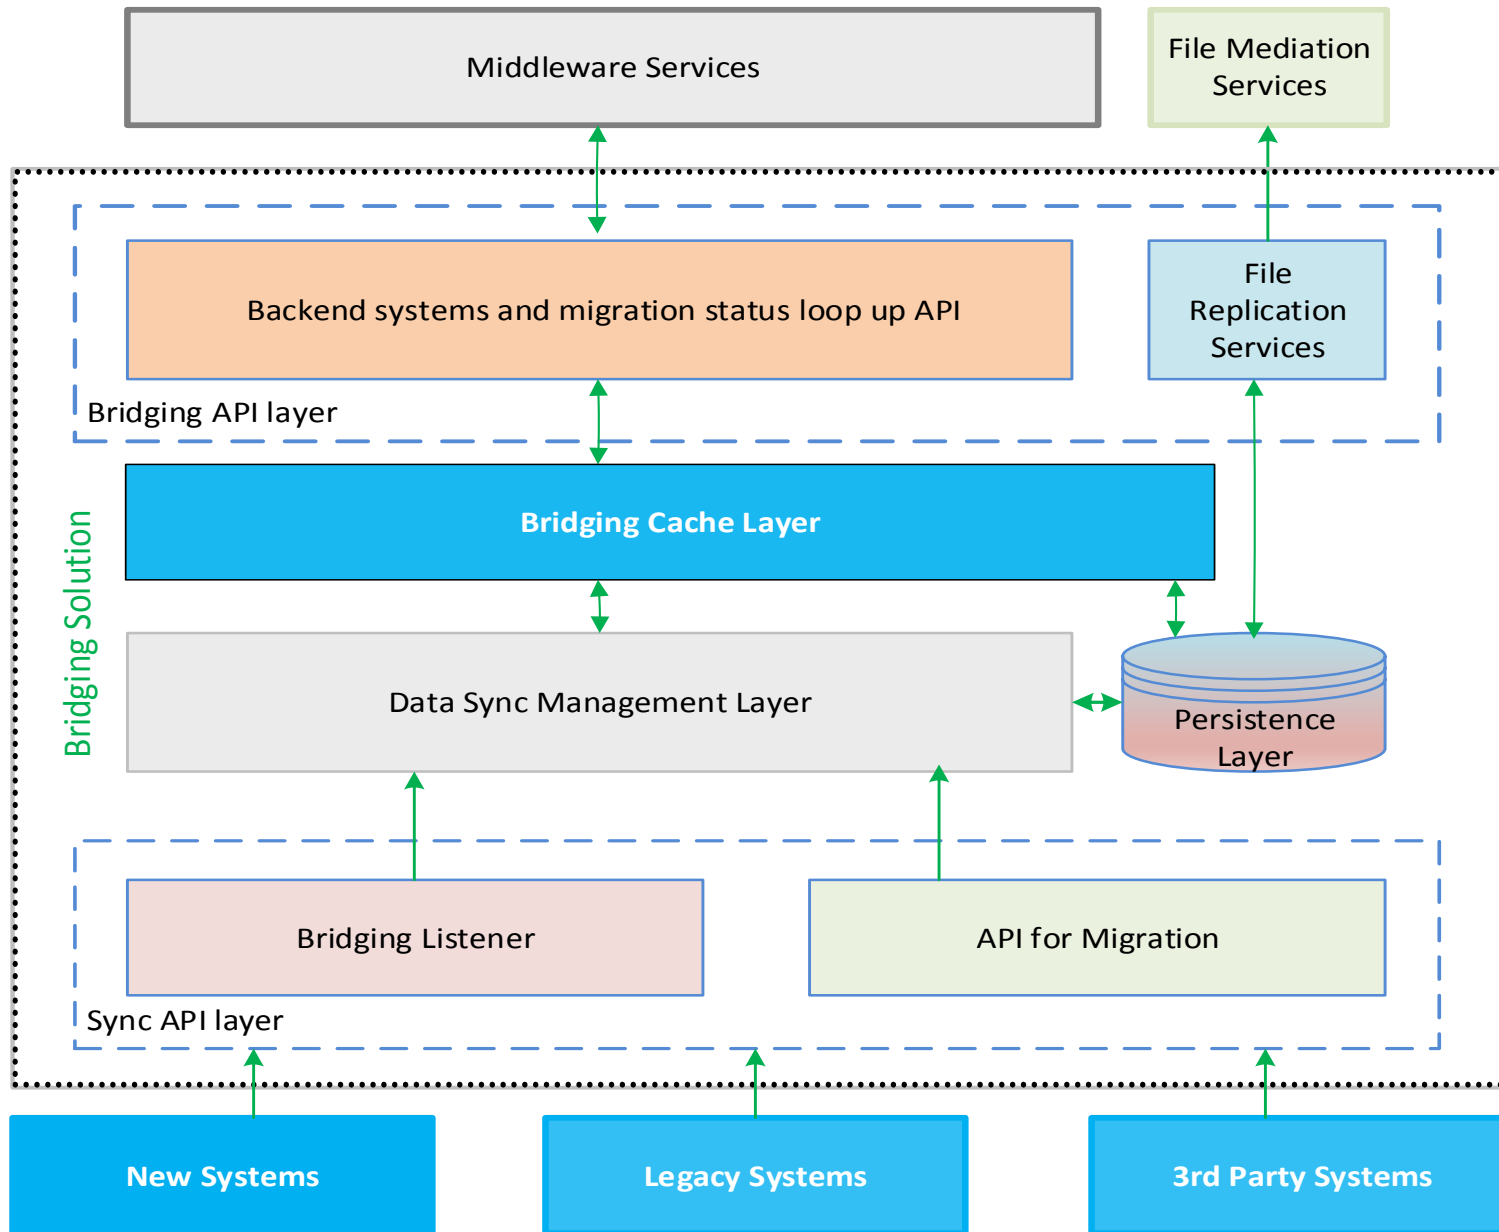 Middleware Services
File Mediation
Services
Backend systems and migration status loop up API
File
Replication
Services
Bridging API layer
Bridging Cache Layer
Bridging Solution
Data Sync Management Layer
Persistence
Layer
Bridging Listener
API for Migration
Sync API layer
New Systems
Legacy Systems
3rd Party Systems